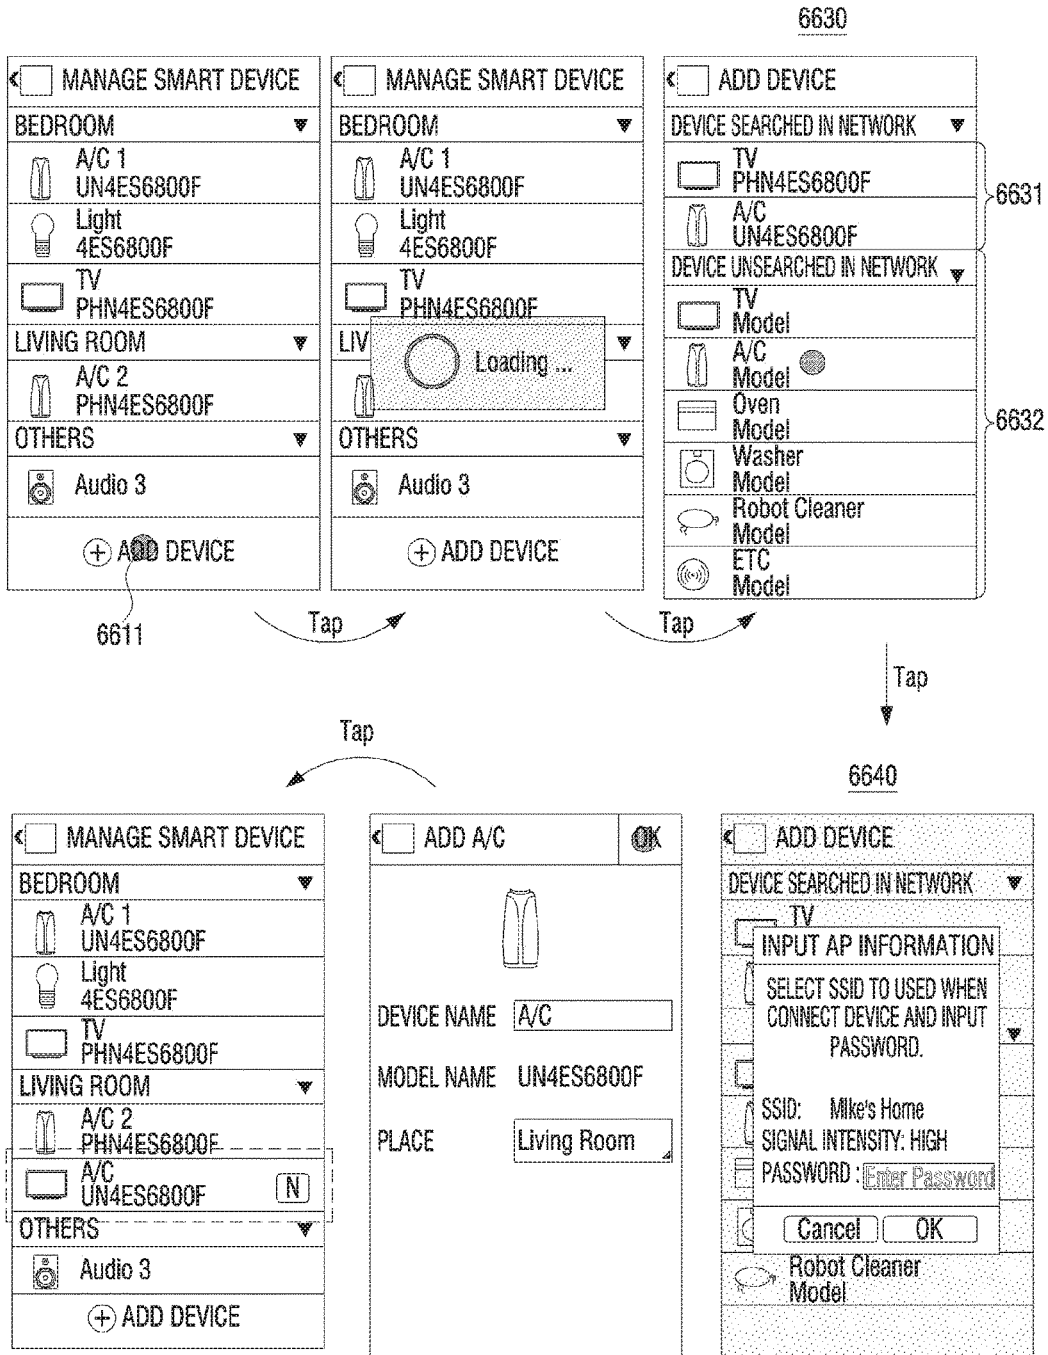 6630
MANAGE SMART DEVICE
BEDROOM
A/C 1
UN4ES6800F
Light
4ES6800F
TV
PHN4ES6800F
LIVING ROOM
A/C 2
PHN4ES6800F
OTHERS
Audio 3
ADD DEVICE
6611
MANAGE SMART DEVICE
BEDROOM
A/C 1
UN4ES6800F
Light
4ES6800F
TV
PHN4ES6800F
LIV
Loading ...
OTHERS
Audio 3
ADD DEVICE
ADD DEVICE
DEVICE SEARCHED IN NETWORK
TV
PHN4ES6800F
A/C
UN4ES6800F
6631
DEVICE UNSEARCHED IN NETWORK
TV
Model
A/C
Model
Oven
Model
Washer
Model
Robot Cleaner
Model
ETC
Model
6632
Tap
Tap
Tap
Tap
6640
MANAGE SMART DEVICE
BEDROOM
A/C 1
UN4ES6800F
Light
4ES6800F
TV
PHN4ES6800F
LIVING ROOM
A/C 2
PHN4ES6800F
A/C
UN4ES6800F
N
OTHERS
Audio 3
ADD DEVICE
ADD A/C
OK
DEVICE NAME A/C
MODEL NAME UN4ES6800F
PLACE Living Room
ADD DEVICE
DEVICE SEARCHED IN NETWORK
TV
INPUT AP INFORMATION
SELECT SSID TO USED WHEN
CONNECT DEVICE AND INPUT
PASSWORD.
SSID: MIke's Home
SIGNAL INTENSITY: HIGH
PASSWORD : Enter Password
Cancel OK
Robot Cleaner
Model